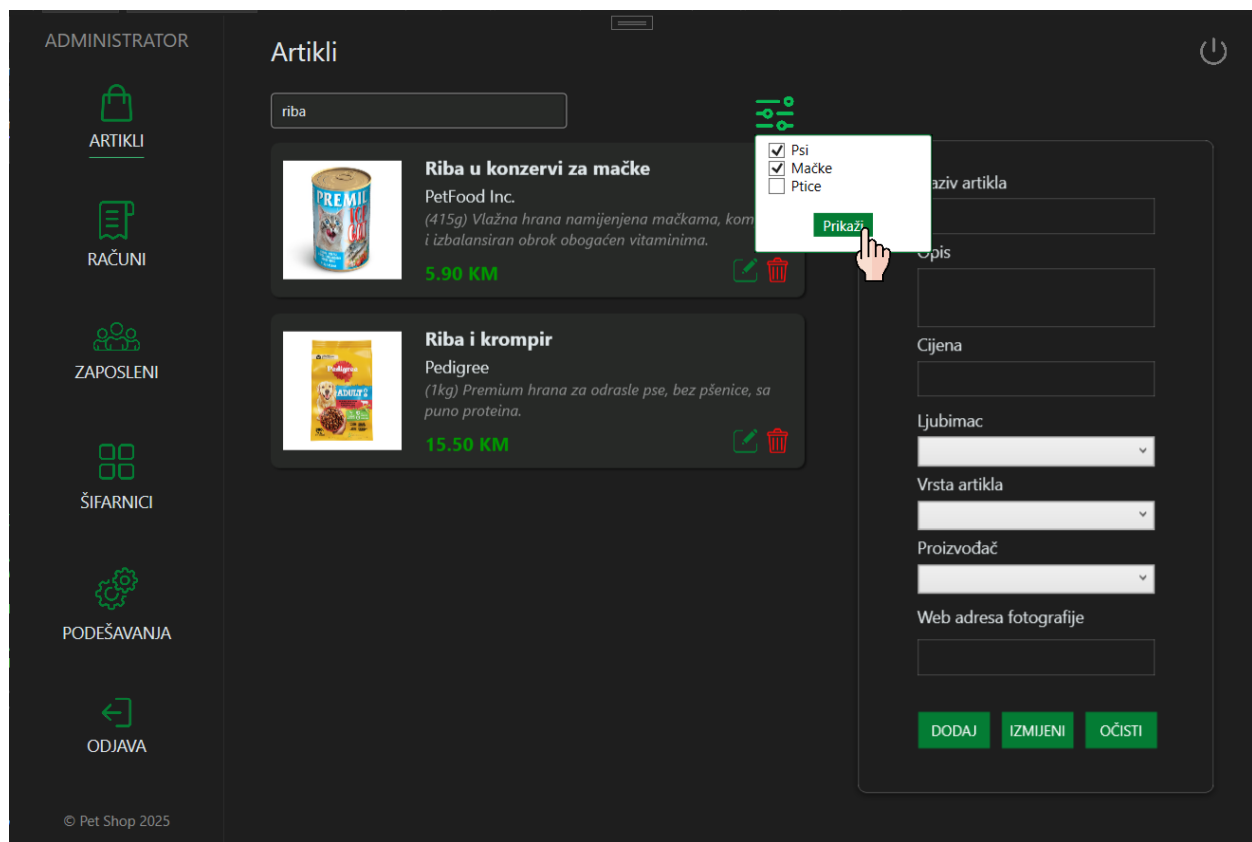 ADMINISTRATOR
ARTIKLI
RAČUNI
ZAPOSLENI
ŠIFARNICI
PODEŠAVANJA
ODJAVA
© Pet Shop 2025
Artikli
riba
Psi
Mačke
Ptice
Prikaži
PREMIL
Riba u konzervi za mačke
PetFood Inc.
(415g) Vlažna hrana namijenjena mačkama, kom
i izbalansiran obrok obogaćen vitaminima.
5.90 KM
Pedigree
ADULT
Riba i krompir
Pedigree
(1kg) Premium hrana za odrasle pse, bez pšenice, sa
puno proteina.
15.50 KM
aziv artikla
Opis
Cijena
Ljubimac
Vrsta artikla
Proizvođač
Web adresa fotografije
DODAJ
IZMIJENI
OČISTI